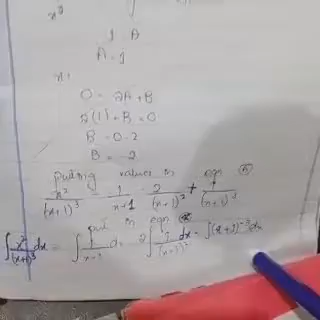 x²
1 A
A = 1
x:
0 = 2A + B
2(1) + B = 0
B = 0 - 2
B = -2
putting values in eqn
x²/(x+1)³ = 1/x+1 - 2/(x+1)² + 1/(x+1)³
put in eqn
∫ x²/(x+1)³ dx = ∫ 1/x+1 dx - 2∫ 1/(x+1)² dx - ∫(x+1)⁻³ dx